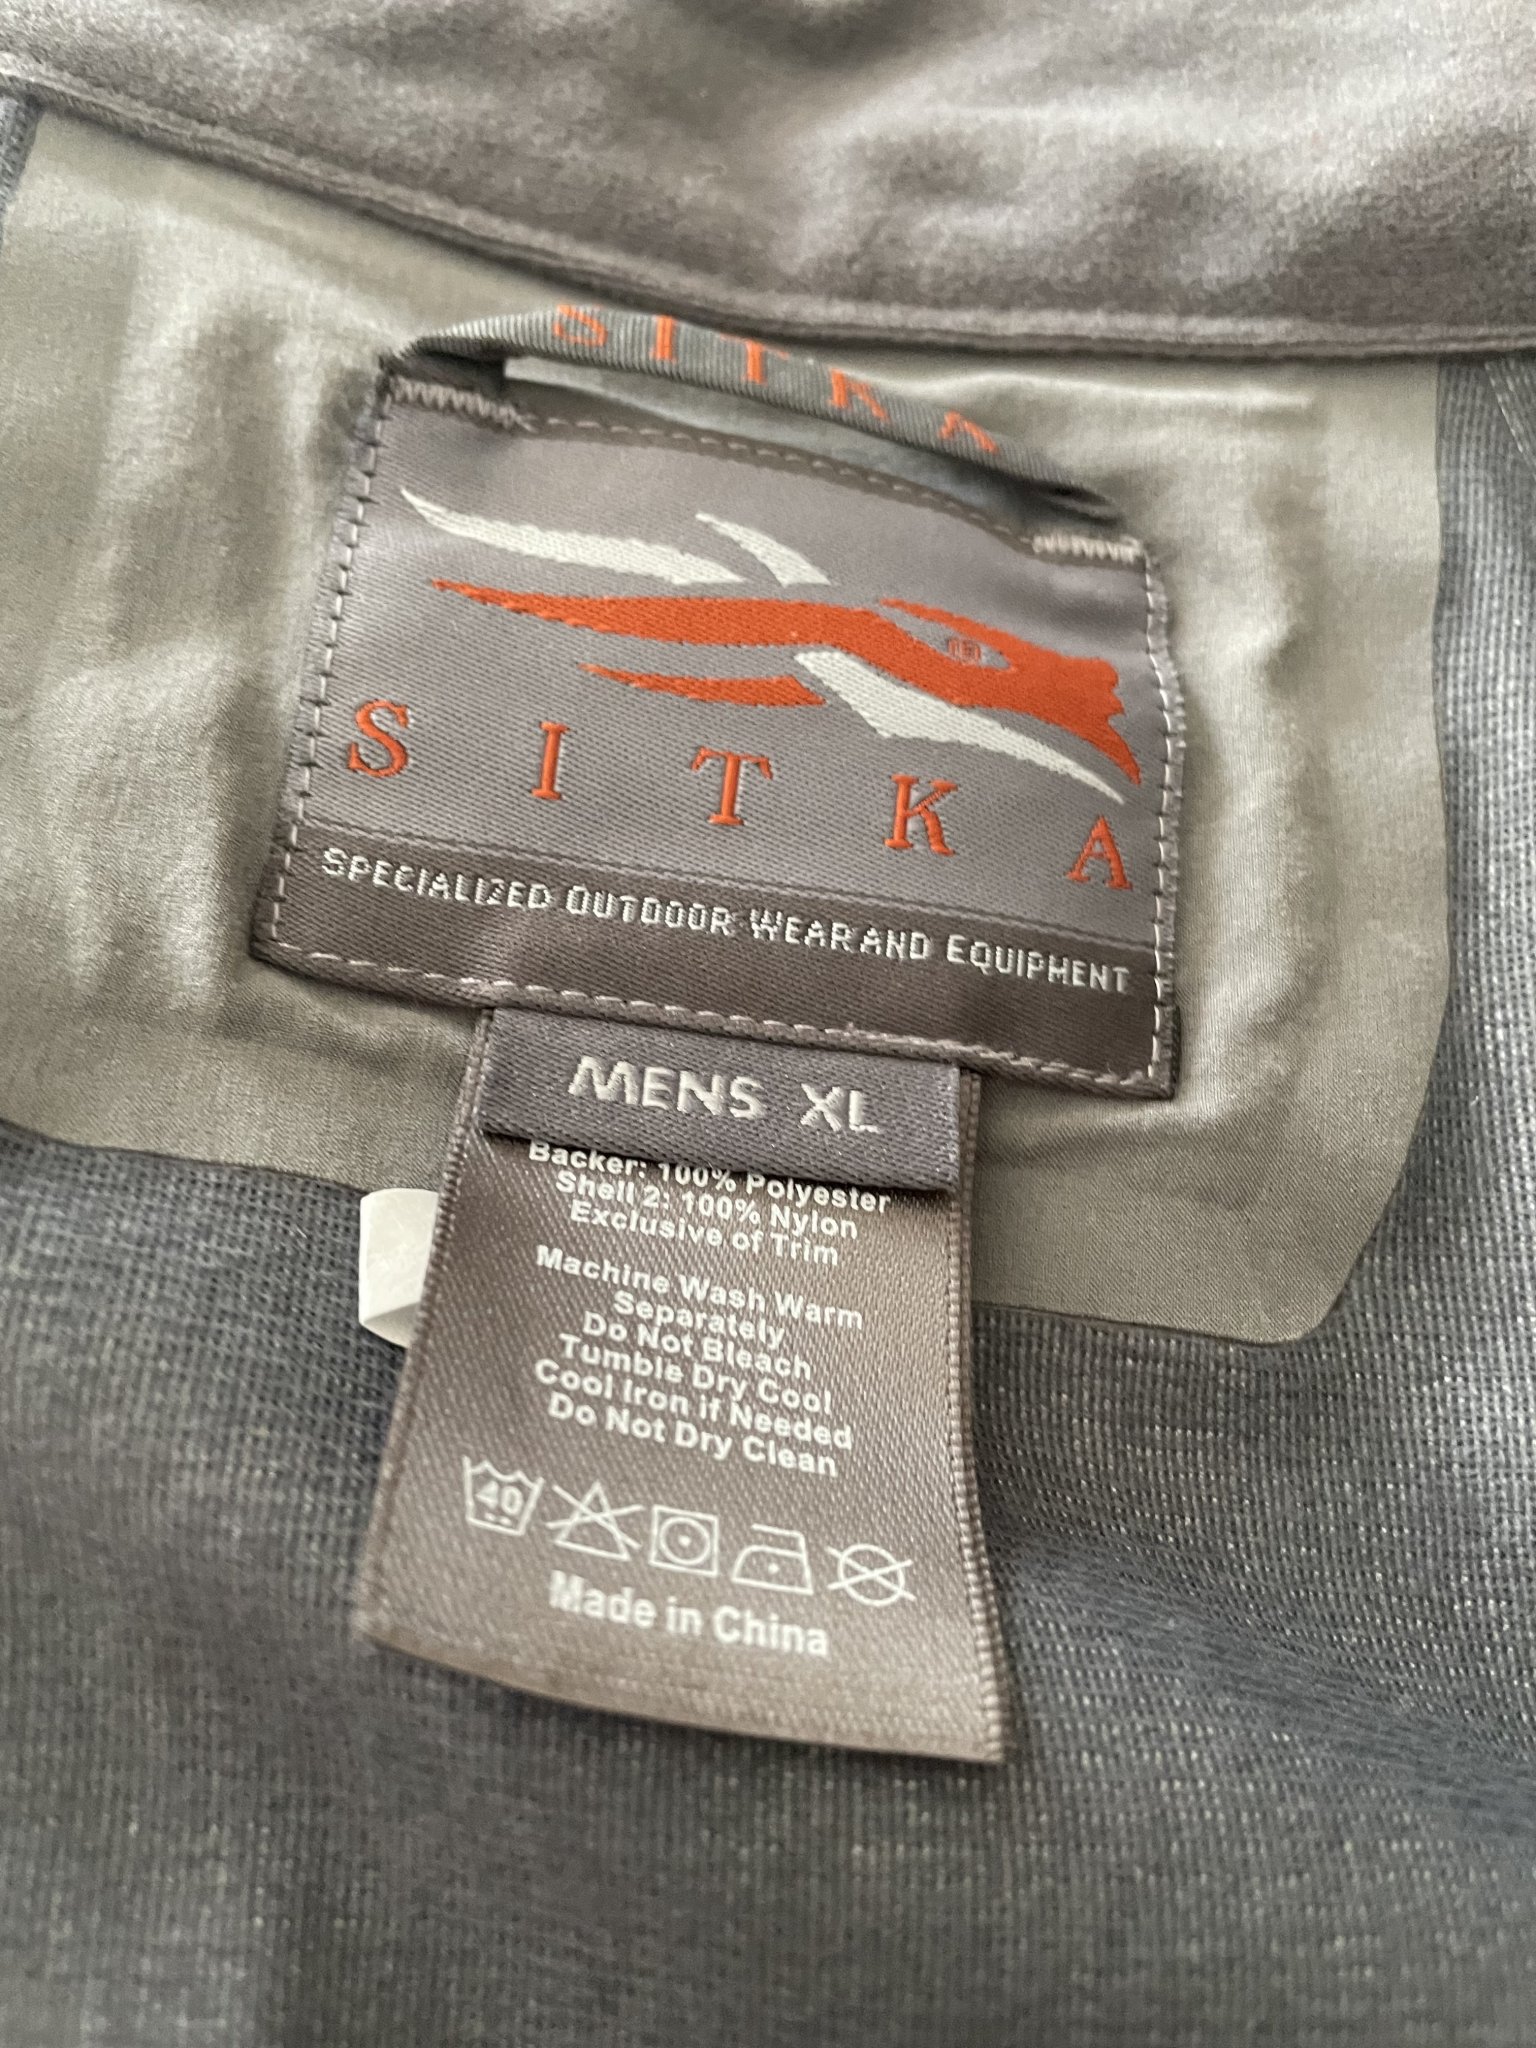 SITKA
S I T K A
SPECIALIZED OUTDOOR WEAR AND EQUIPMENT
MENS XL
Backer: 100% Polyester
Shell 2: 100% Nylon
Exclusive of Trim
Machine Wash Warm
Separately
Do Not Bleach
Tumble Dry Cool
Cool Iron if Needed
Do Not Dry Clean
40
Made in China